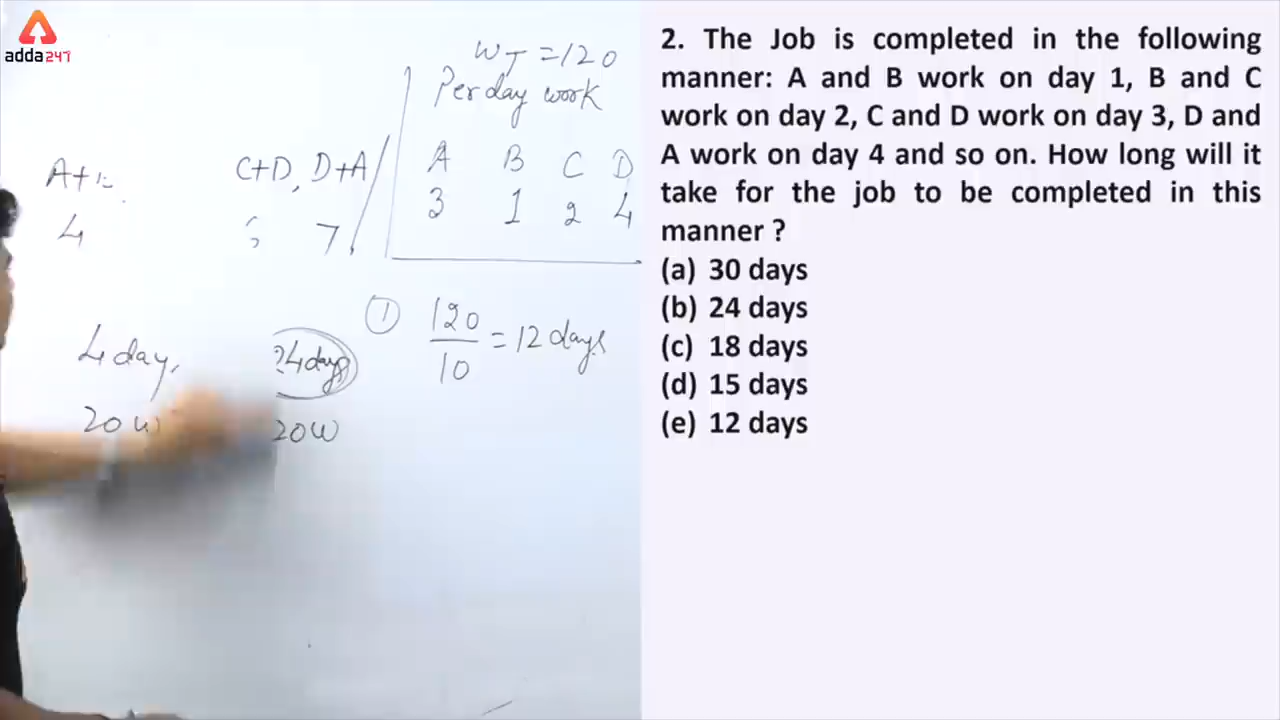 adda247
W_T = 120
Per day work
A B C D
3 1 2 4
A+
C+D, D+A
4
7
① 120/10 = 12 days
4 day
24 days
20 w
20 W
2. The Job is completed in the following
manner: A and B work on day 1, B and C
work on day 2, C and D work on day 3, D and
A work on day 4 and so on. How long will it
take for the job to be completed in this
manner ?
(a) 30 days
(b) 24 days
(c) 18 days
(d) 15 days
(e) 12 days